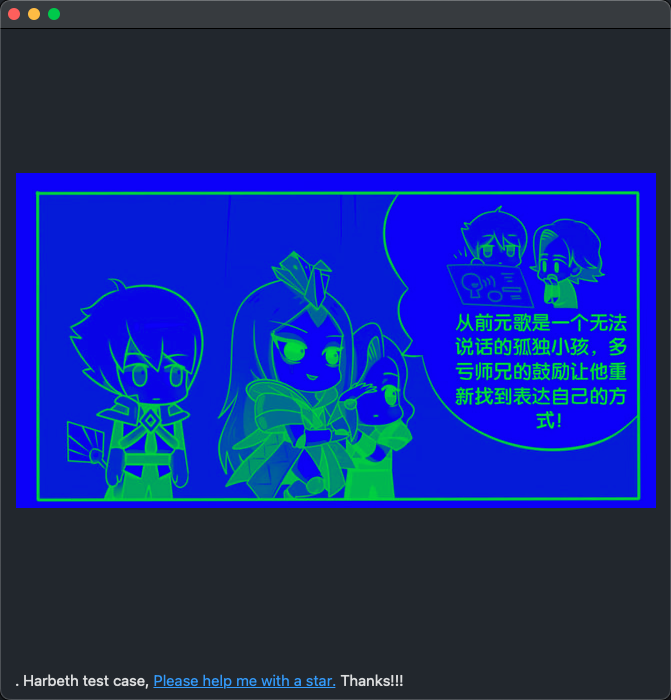 从前元歌是一个无法
说话的孤独小孩，多
亏师兄的鼓励让他重
新找到表达自己的方
式！
. Harbeth test case, Please help me with a star. Thanks!!!